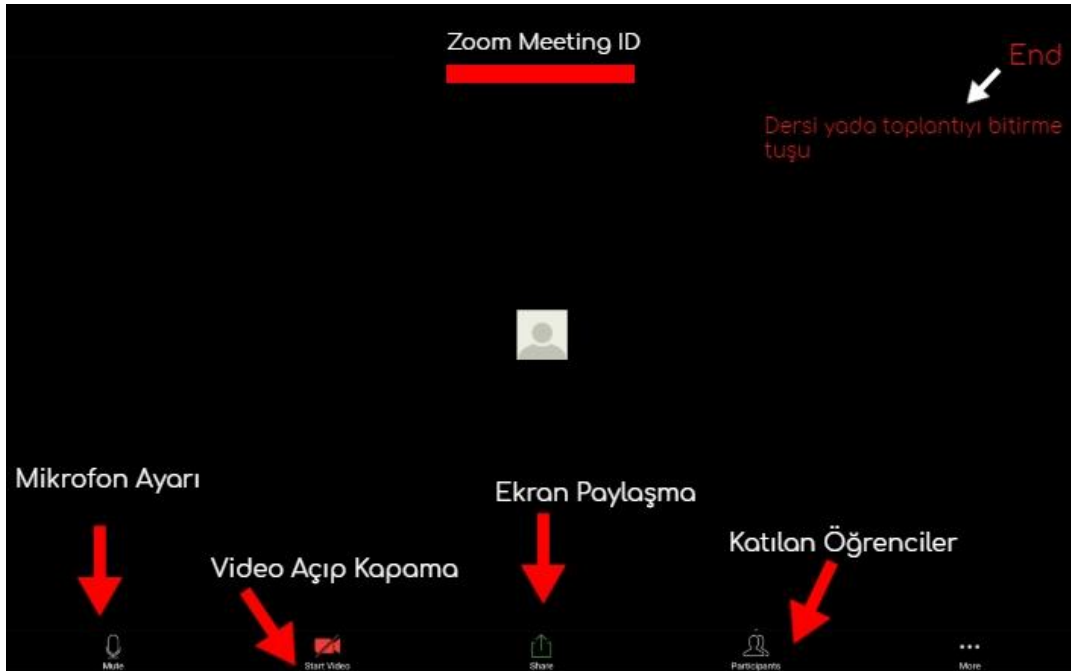 Zoom Meeting ID
End
Dersi yada toplantıyı bitirme
tuşu
Mikrofon Ayarı
Ekran Paylaşma
Katılan Öğrenciler
Video Açıp Kapama
Mute
Start Video
Share
Participants
More